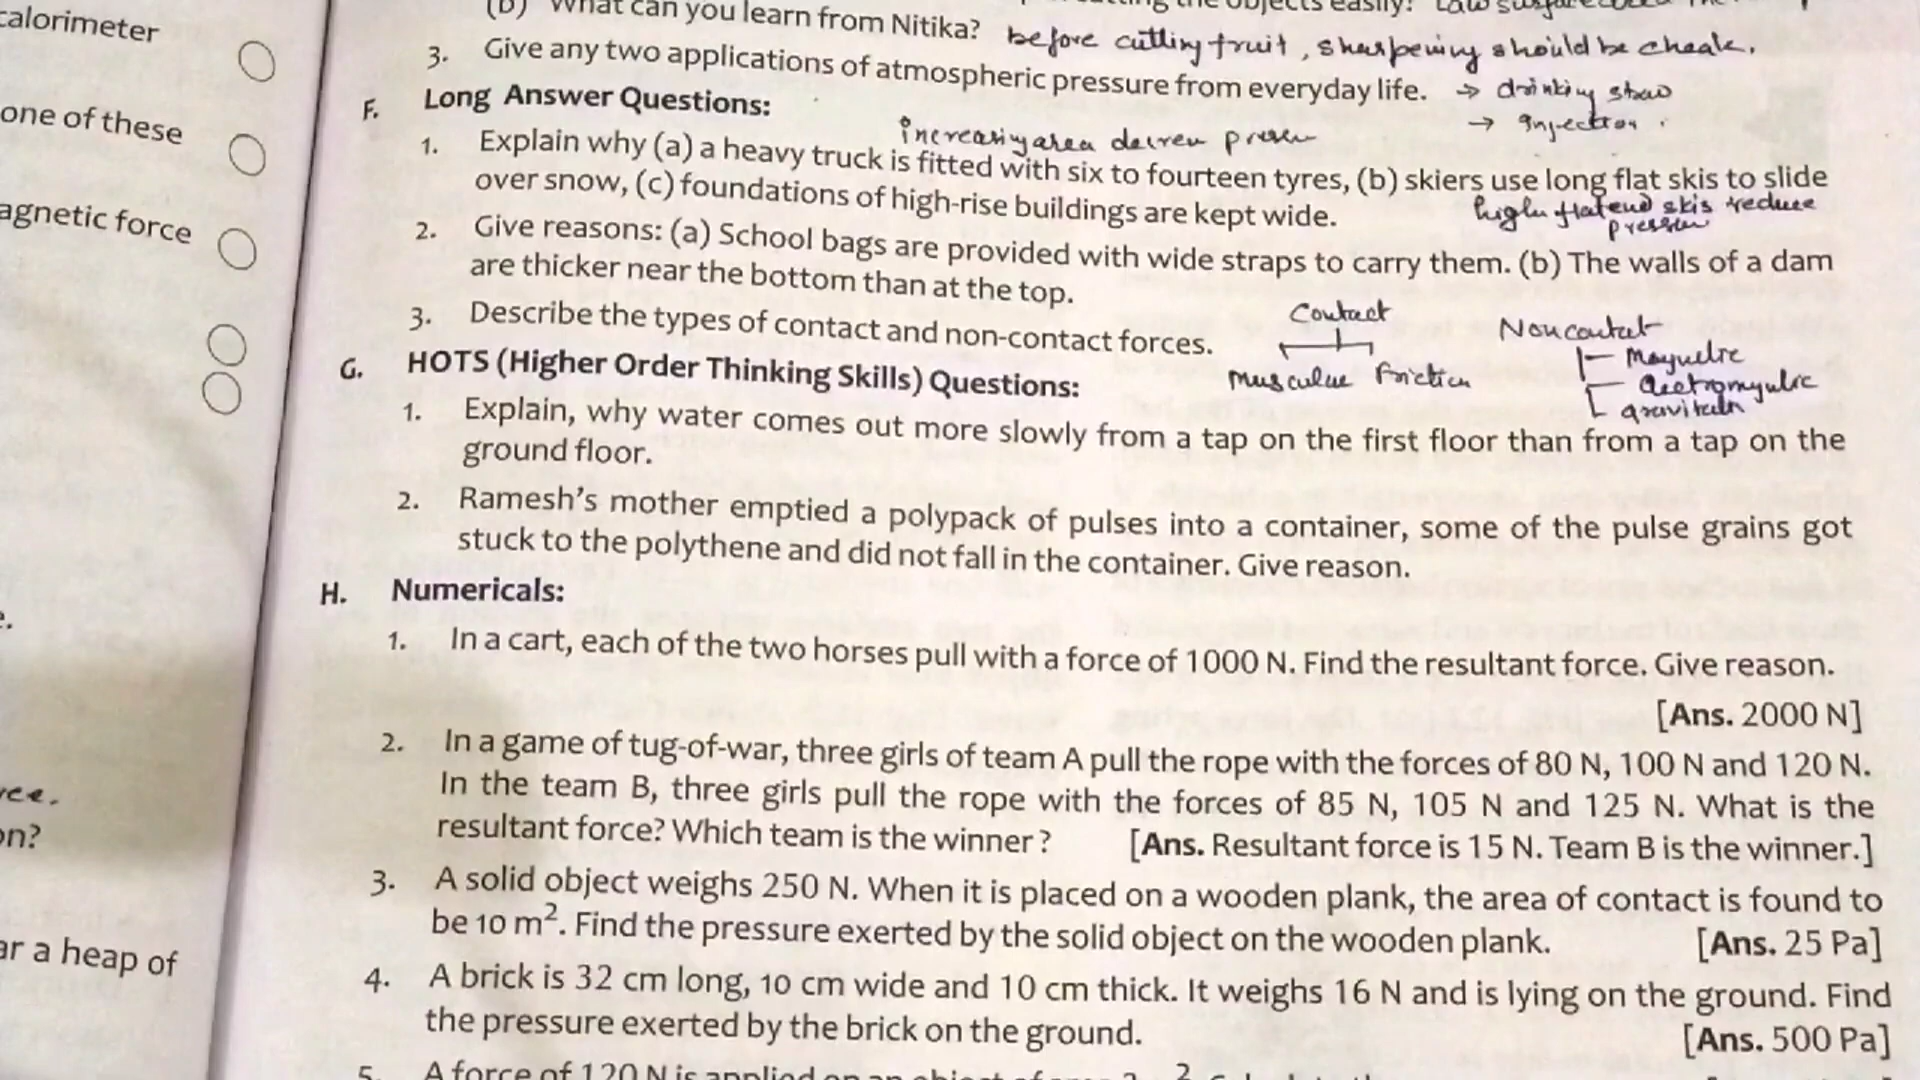 calorimeter
one of these
agnetic force
ee.
on?
ar a heap of
(b) What can you learn from Nitika? before cutting fruit, sharpening should be cheak.
3. Give any two applications of atmospheric pressure from everyday life. → drinking straw
→ Injection.
F. Long Answer Questions:
increasing area
1. Explain why (a) a heavy truck is fitted with six to fourteen tyres, (b) skiers use long flat skis to slide
over snow, (c) foundations of high-rise buildings are kept wide.
skis reduce
pressure
2. Give reasons: (a) School bags are provided with wide straps to carry them. (b) The walls of a dam
are thicker near the bottom than at the top.
3. Describe the types of contact and non-contact forces.
Contact
Musculue Friction
Noncontact
Magnetic
gravitatn
G. HOTS (Higher Order Thinking Skills) Questions:
1. Explain, why water comes out more slowly from a tap on the first floor than from a tap on the
ground floor.
2. Ramesh's mother emptied a polypack of pulses into a container, some of the pulse grains got
stuck to the polythene and did not fall in the container. Give reason.
H. Numericals:
1. In a cart, each of the two horses pull with a force of 1000 N. Find the resultant force. Give reason.
[Ans. 2000 N]
2. In a game of tug-of-war, three girls of team A pull the rope with the forces of 80 N, 100 N and 120 N.
In the team B, three girls pull the rope with the forces of 85 N, 105 N and 125 N. What is the
resultant force? Which team is the winner? [Ans. Resultant force is 15 N. Team B is the winner.]
3. A solid object weighs 250 N. When it is placed on a wooden plank, the area of contact is found to
be 10 m². Find the pressure exerted by the solid object on the wooden plank. [Ans. 25 Pa]
4. A brick is 32 cm long, 10 cm wide and 10 cm thick. It weighs 16 N and is lying on the ground. Find
the pressure exerted by the brick on the ground. [Ans. 500 Pa]
5. A force of 120 N is applied on an object of